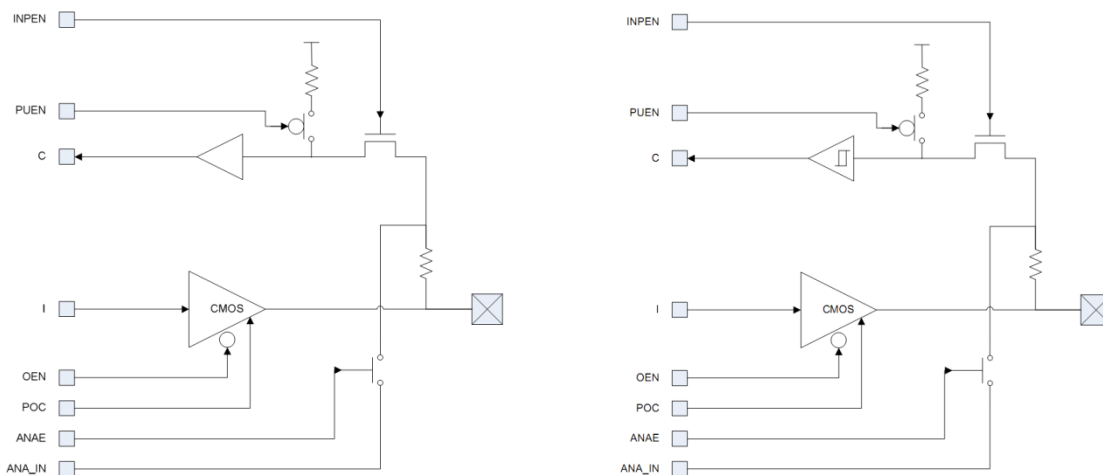 INPEN
PUEN
C
I
CMOS
OEN
POC
ANAE
ANA_IN
INPEN
PUEN
C
I
CMOS
OEN
POC
ANAE
ANA_IN